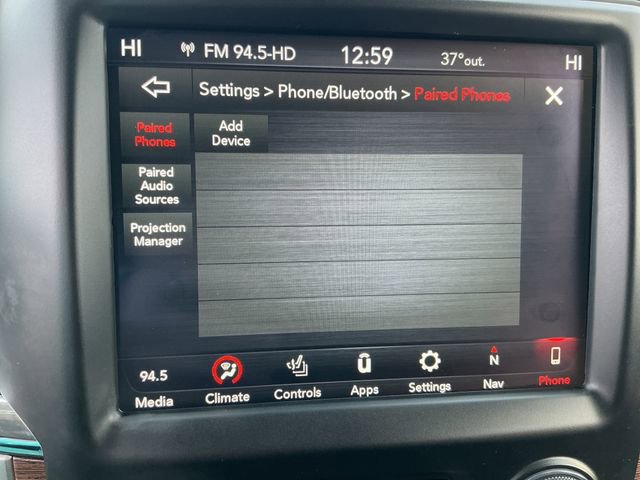 HI FM 94.5-HD 12:59 37°out. HI
Settings > Phone/Bluetooth > Paired Phones
Paired
Phones
Add
Device
Paired
Audio
Sources
Projection
Manager
94.5 N
Media Climate Controls Apps Settings Nav Phone